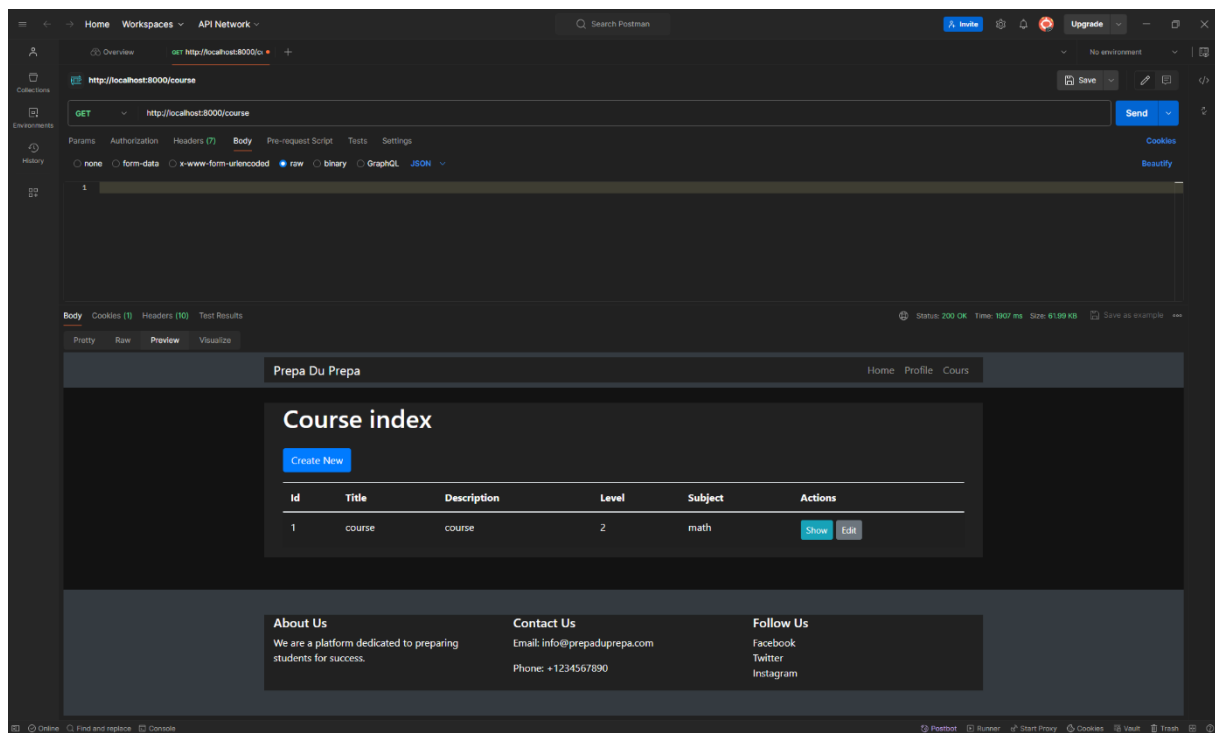 Home Workspaces API Network Search Postman Invite Upgrade
Overview GET http://localhost:8000/co No environment
http://localhost:8000/course Save
Collections
GET http://localhost:8000/course Send
Environments
Params Authorization Headers (7) Body Pre-request Script Tests Settings Cookies
History
none form-data x-www-form-urlencoded raw binary GraphQL JSON Beautify
1
Body Cookies (1) Headers (10) Test Results Status: 200 OK Time: 1907 ms Size: 61.99 KB Save as example
Pretty Raw Preview Visualize
Prepa Du Prepa Home Profile Cours
Course index
Create New
Id Title Description Level Subject Actions
1 course course 2 math Show Edit
About Us Contact Us Follow Us
We are a platform dedicated to preparing Email: info@prepaduprepa.com Facebook
students for success. Twitter
Phone: +1234567890 Instagram
Online Find and replace Console Postbot Runner Start Proxy Cookies Vault Trash